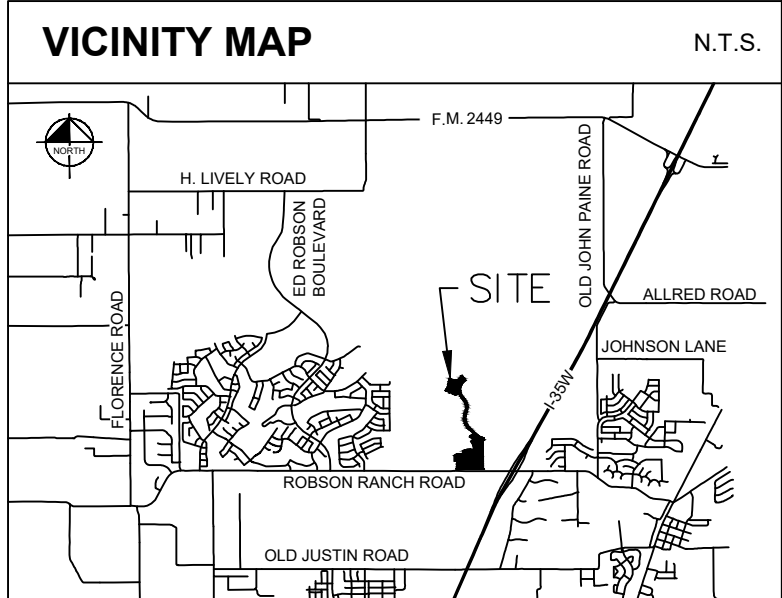 VICINITY MAP
N.T.S.
F.M. 2449
NORTH
H. LIVELY ROAD
ED ROBSON
BOULEVARD
OLD JOHN PAINE ROAD
SITE
ALLRED ROAD
FLORENCE ROAD
JOHNSON LANE
I-35W
ROBSON RANCH ROAD
OLD JUSTIN ROAD